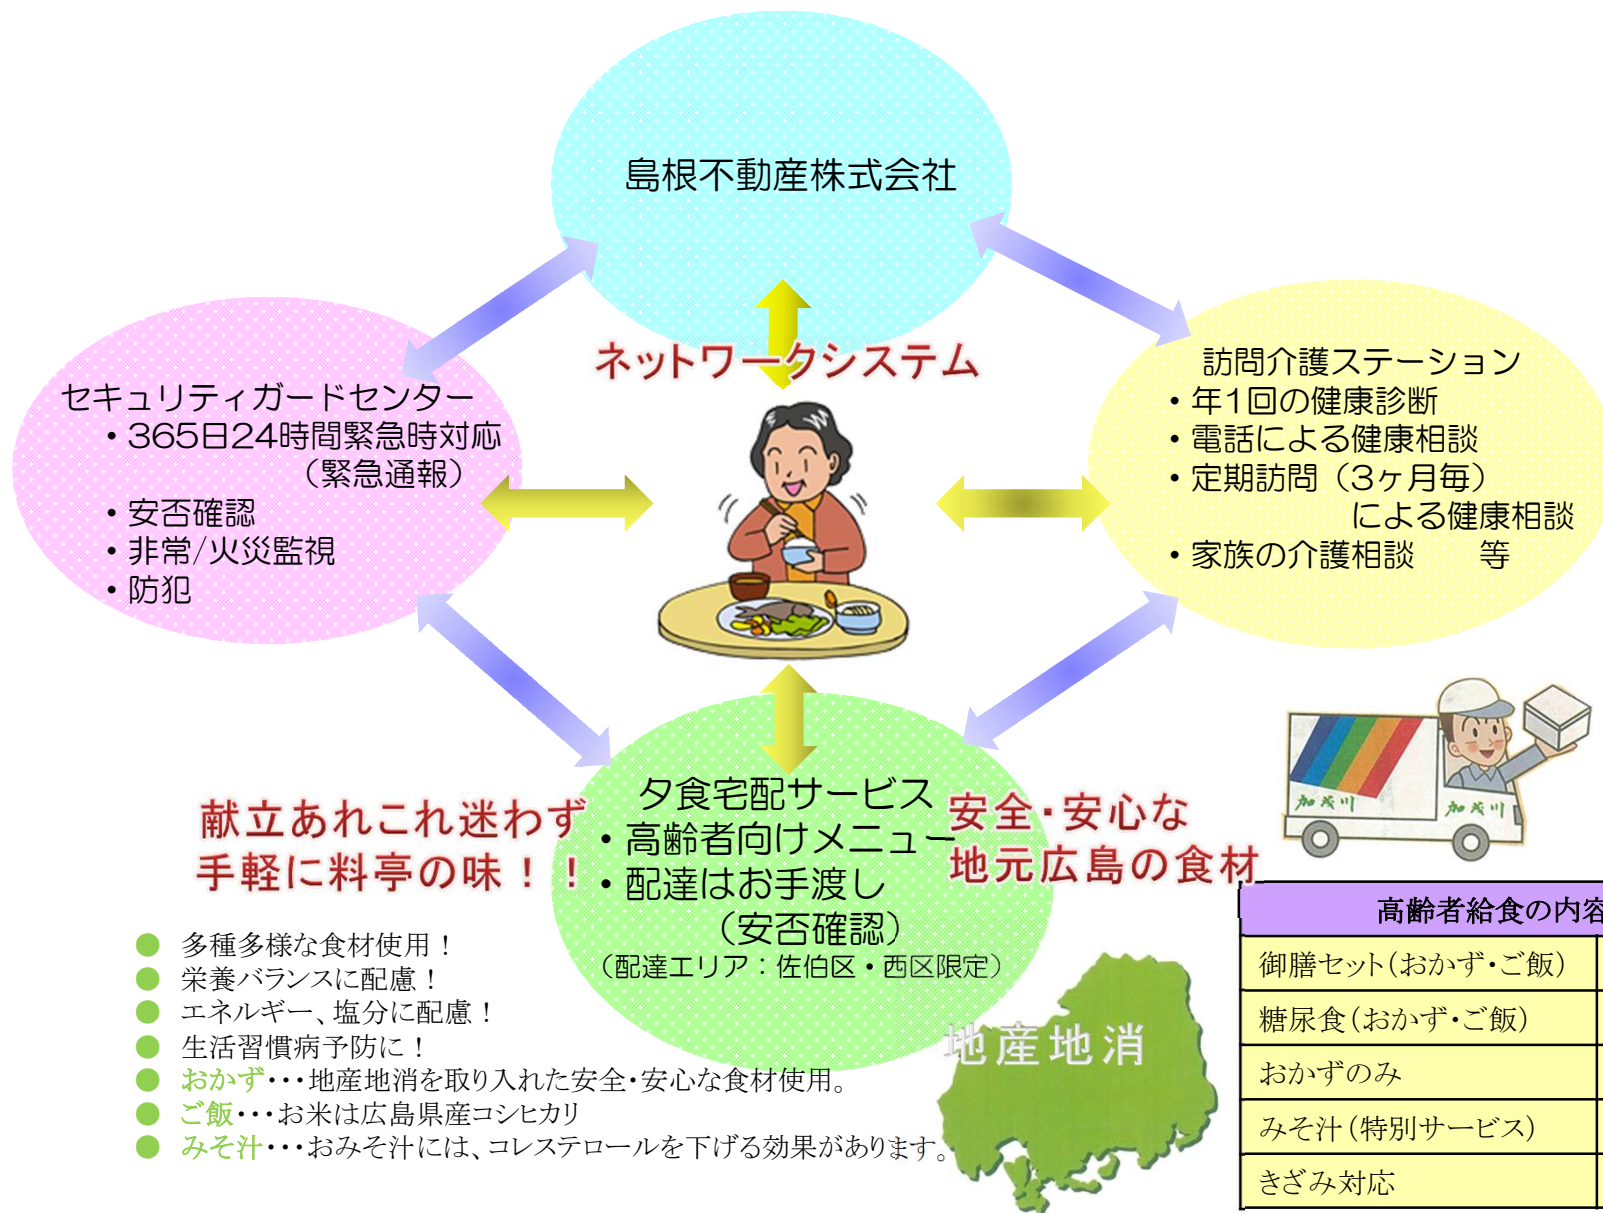 島根不動産株式会社
ネットワークシステム
セキュリティガードセンター
・365日24時間緊急時対応
（緊急通報）
・安否確認
・非常/火災監視
・防犯
訪問介護ステーション
・年1回の健康診断
・電話による健康相談
・定期訪問（3ヶ月毎）
による健康相談
・家族の介護相談　　等
夕食宅配サービス
・高齢者向けメニュー
・配達はお手渡し
（安否確認）
（配達エリア：佐伯区・西区限定）
献立あれこれ迷わず
手軽に料亭の味！！
安全・安心な
地元広島の食材
加茂川
加茂川
● 多種多様な食材使用！
● 栄養バランスに配慮！
● エネルギー、塩分に配慮！
● 生活習慣病予防に！
● おかず・・・地産地消を取り入れた安全・安心な食材使用。
● ご飯・・・お米は広島県産コシヒカリ
● みそ汁・・・おみそ汁には、コレステロールを下げる効果があります。
地産地消
高齢者給食の内容
御膳セット（おかず・ご飯）
糖尿食（おかず・ご飯）
おかずのみ
みそ汁（特別サービス）
きざみ対応